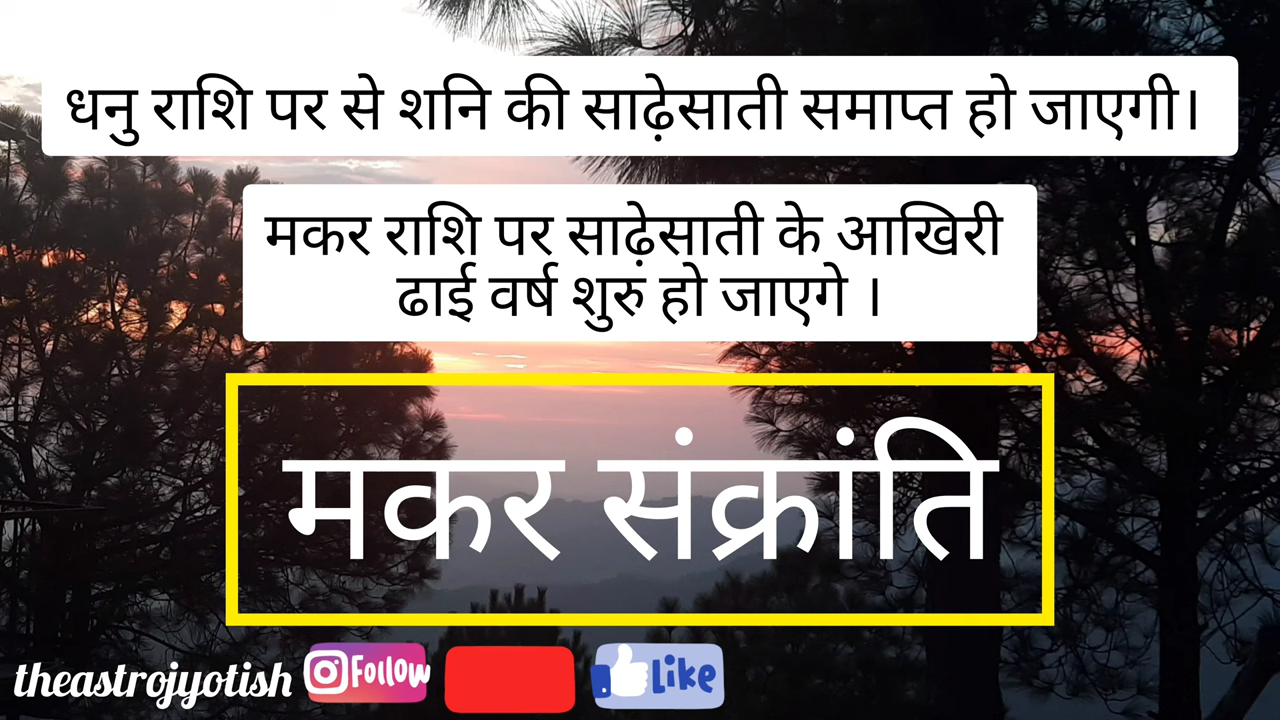 धनु राशि पर से शनि की साढ़ेसाती समाप्त हो जाएगी।
मकर राशि पर साढ़ेसाती के आखिरी
ढाई वर्ष शुरु हो जाएगे ।
मकर संक्रांति
theastrojyotish Follow Like